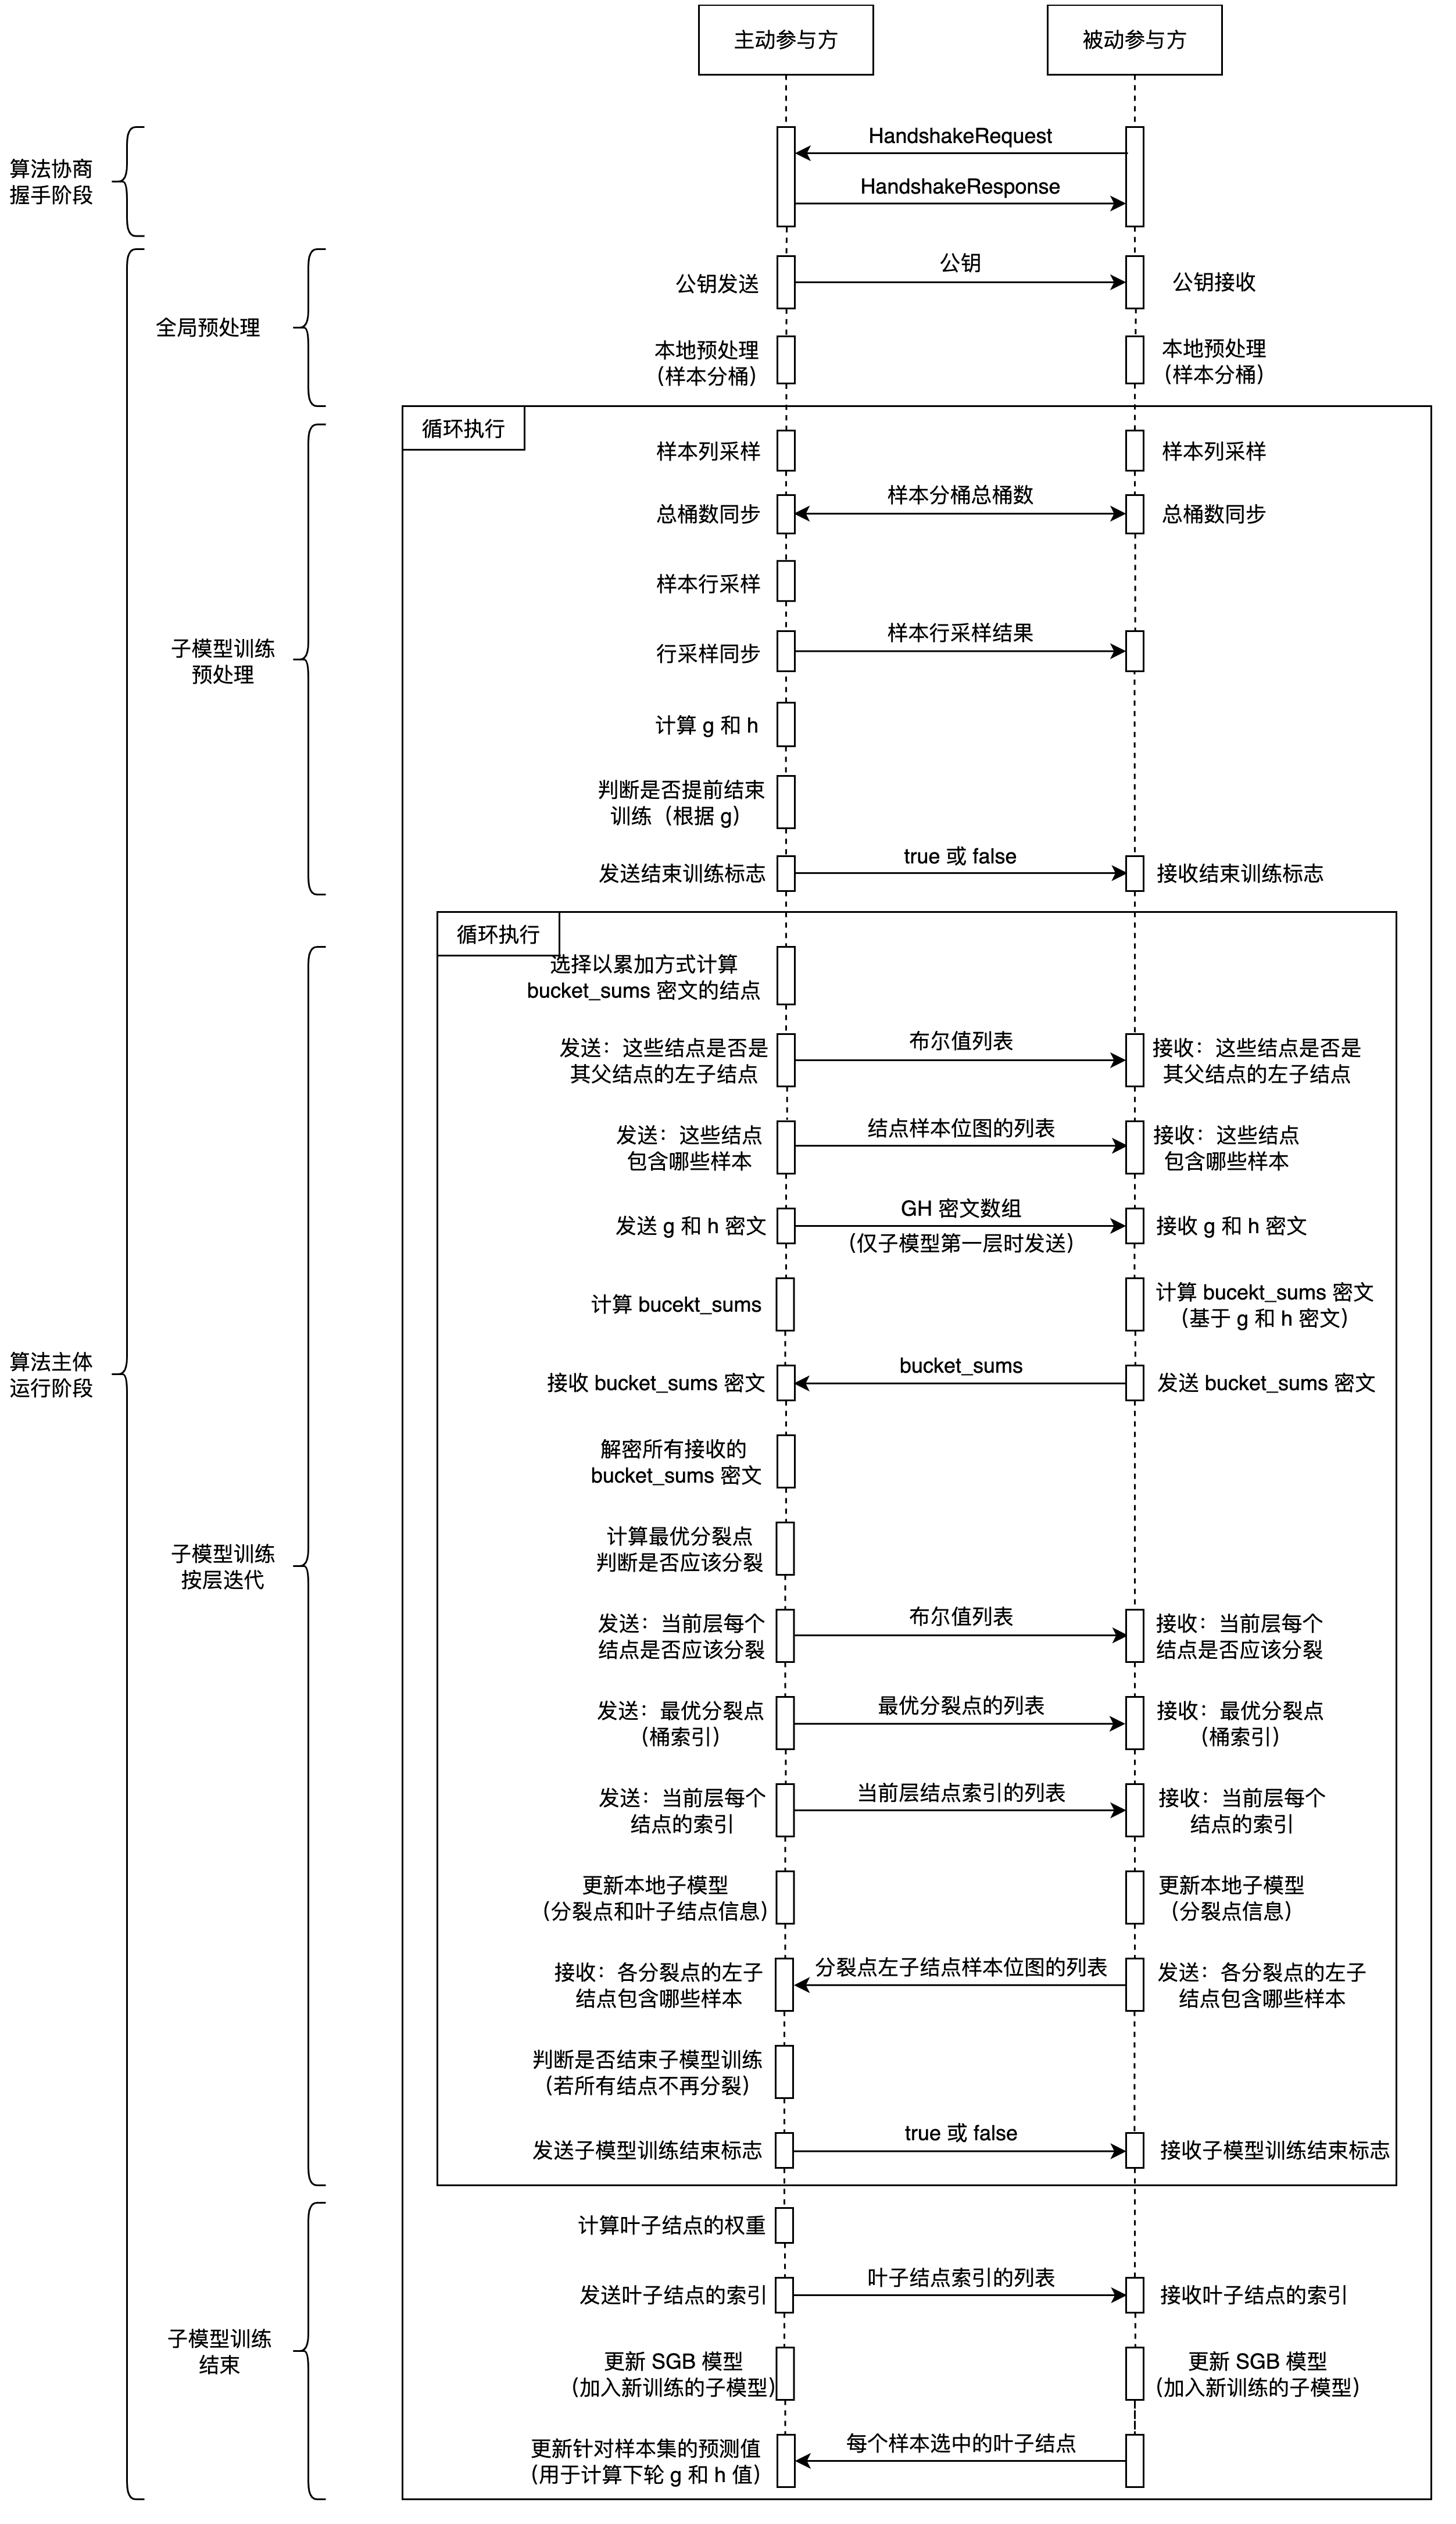 主动参与方
被动参与方
算法协商
握手阶段
HandshakeRequest
HandshakeResponse
算法主体
运行阶段
全局预处理
公钥发送
公钥
公钥接收
本地预处理
（样本分桶）
本地预处理
（样本分桶）
循环执行
子模型训练
预处理
样本列采样
样本列采样
总桶数同步
样本分桶总桶数
总桶数同步
样本行采样
行采样同步
样本行采样结果
计算 g 和 h
判断是否提前结束
训练（根据 g）
发送结束训练标志
true 或 false
接收结束训练标志
循环执行
子模型训练
按层迭代
选择以累加方式计算
bucket_sums 密文的结点
发送：这些结点是否是
其父结点的左子结点
布尔值列表
接收：这些结点是否是
其父结点的左子结点
发送：这些结点
包含哪些样本
结点样本位图的列表
接收：这些结点
包含哪些样本
发送 g 和 h 密文
GH 密文数组
（仅子模型第一层时发送）
接收 g 和 h 密文
计算 bucekt_sums
计算 bucekt_sums 密文
（基于 g 和 h 密文）
接收 bucket_sums 密文
bucket_sums
发送 bucket_sums 密文
解密所有接收的
bucket_sums 密文
计算最优分裂点
判断是否应该分裂
发送：当前层每个
结点是否应该分裂
布尔值列表
接收：当前层每个
结点是否应该分裂
发送：最优分裂点
（桶索引）
最优分裂点的列表
接收：最优分裂点
（桶索引）
发送：当前层每个
结点的索引
当前层结点索引的列表
接收：当前层每个
结点的索引
更新本地子模型
（分裂点和叶子结点信息）
更新本地子模型
（分裂点信息）
接收：各分裂点的左子
结点包含哪些样本
分裂点左子结点样本位图的列表
发送：各分裂点的左子
结点包含哪些样本
判断是否结束子模型训练
（若所有结点不再分裂）
发送子模型训练结束标志
true 或 false
接收子模型训练结束标志
子模型训练
结束
计算叶子结点的权重
发送叶子结点的索引
叶子结点索引的列表
接收叶子结点的索引
更新 SGB 模型
（加入新训练的子模型）
更新 SGB 模型
（加入新训练的子模型）
更新针对样本集的预测值
（用于计算下轮 g 和 h 值）
每个样本选中的叶子结点